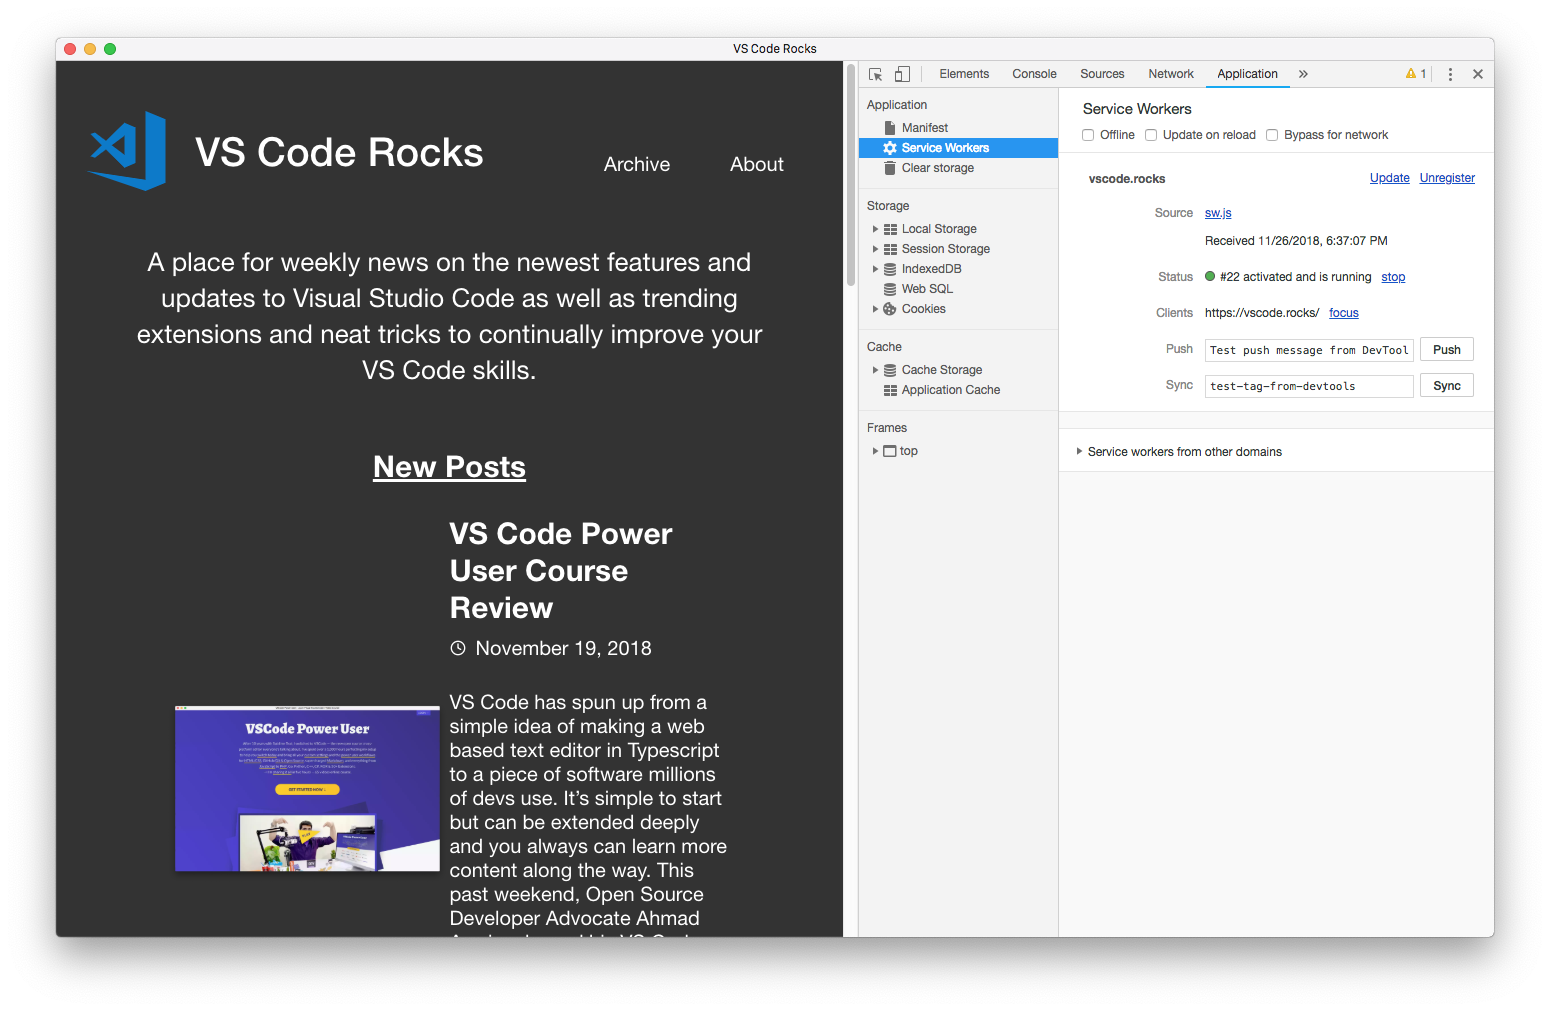 VS Code Rocks
Elements Console Sources Network Application » 1
VS Code Rocks
Archive
About
A place for weekly news on the newest features and
updates to Visual Studio Code as well as trending
extensions and neat tricks to continually improve your
VS Code skills.
New Posts
VS Code Power
User Course
Review
November 19, 2018
VSCode Power User
GET STARTED NOW
VS Code has spun up from a
simple idea of making a web
based text editor in Typescript
to a piece of software millions
of devs use. It's simple to start
but can be extended deeply
and you always can learn more
content along the way. This
past weekend, Open Source
Developer Advocate Ahmad
Application
Manifest
Service Workers
Clear storage
Storage
Local Storage
Session Storage
IndexedDB
Web SQL
Cookies
Cache
Cache Storage
Application Cache
Frames
top
Service Workers
Offline Update on reload Bypass for network
vscode.rocks Update Unregister
Source sw.js
Received 11/26/2018, 6:37:07 PM
Status #22 activated and is running stop
Clients https://vscode.rocks/ focus
Push Test push message from DevTool Push
Sync test-tag-from-devtools Sync
Service workers from other domains